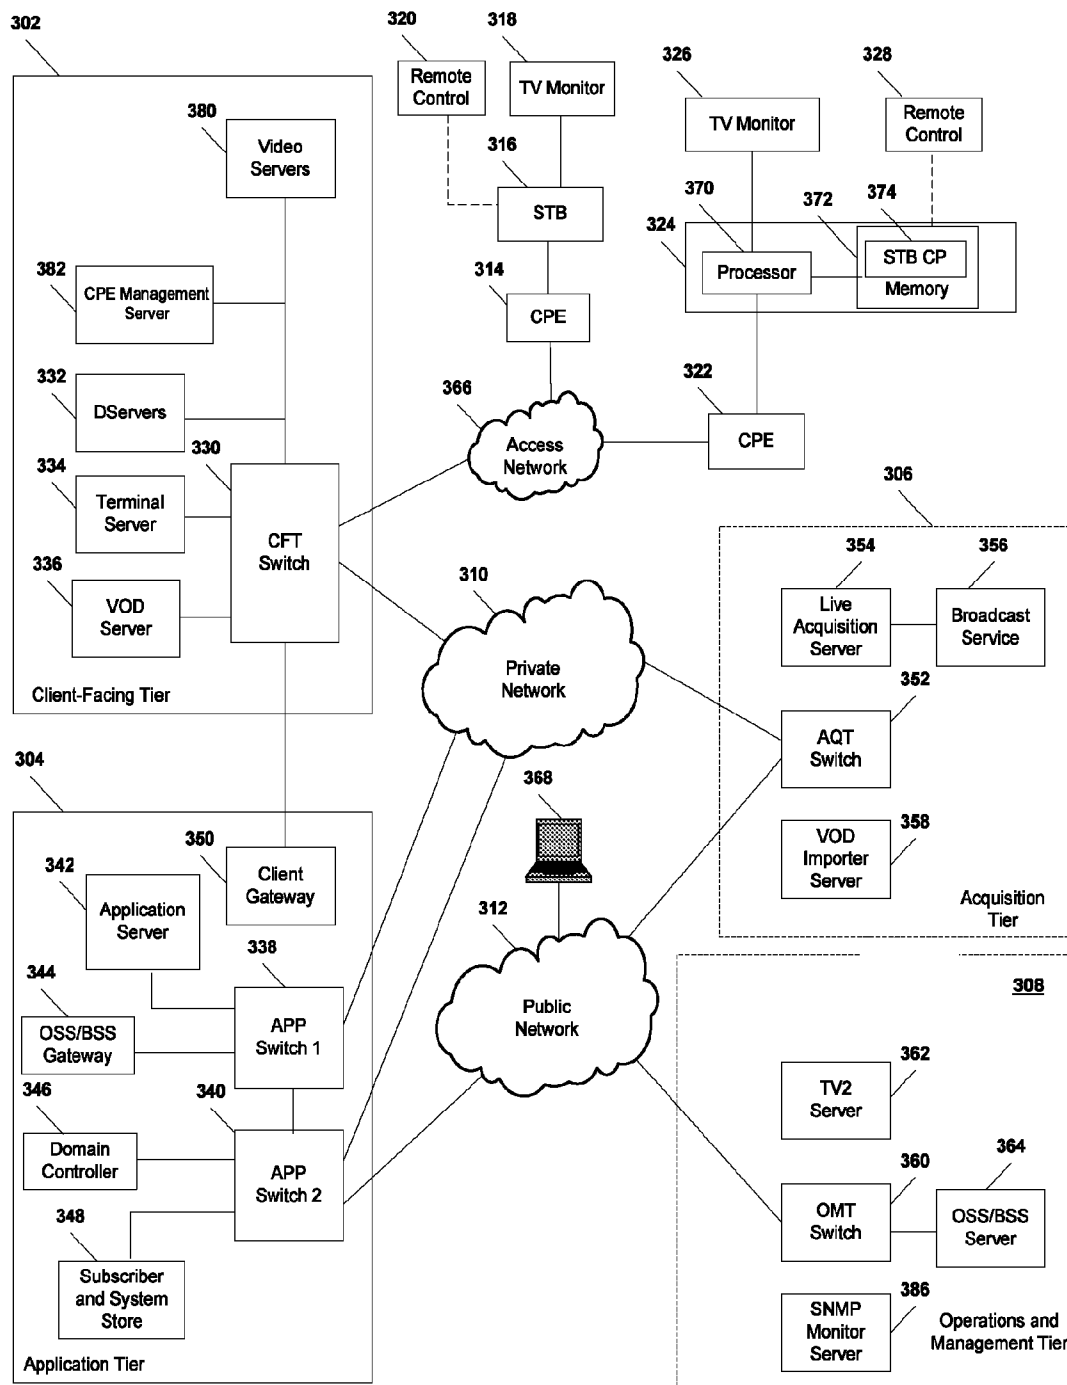 302
320
318
326
328
Remote
Control
TV Monitor
TV Monitor
Remote
Control
380
Video
Servers
316
STB
370
372
374
324
Processor
STB CP
Memory
382
CPE Management
Server
314
CPE
332
DServers
366
Access
Network
322
CPE
330
334
Terminal
Server
CFT
Switch
306
336
VOD
Server
310
Private
Network
354
356
Live
Acquisition
Server
Broadcast
Service
Client-Facing Tier
352
AQT
Switch
304
368
350
Client
Gateway
358
VOD
Importer
Server
Acquisition
Tier
342
Application
Server
312
Public
Network
338
APP
Switch 1
344
OSS/BSS
Gateway
308
346
Domain
Controller
340
APP
Switch 2
362
TV2
Server
360
364
OMT
Switch
OSS/BSS
Server
348
Subscriber
and System
Store
386
SNMP
Monitor
Server
Operations and
Management Tier
Application Tier